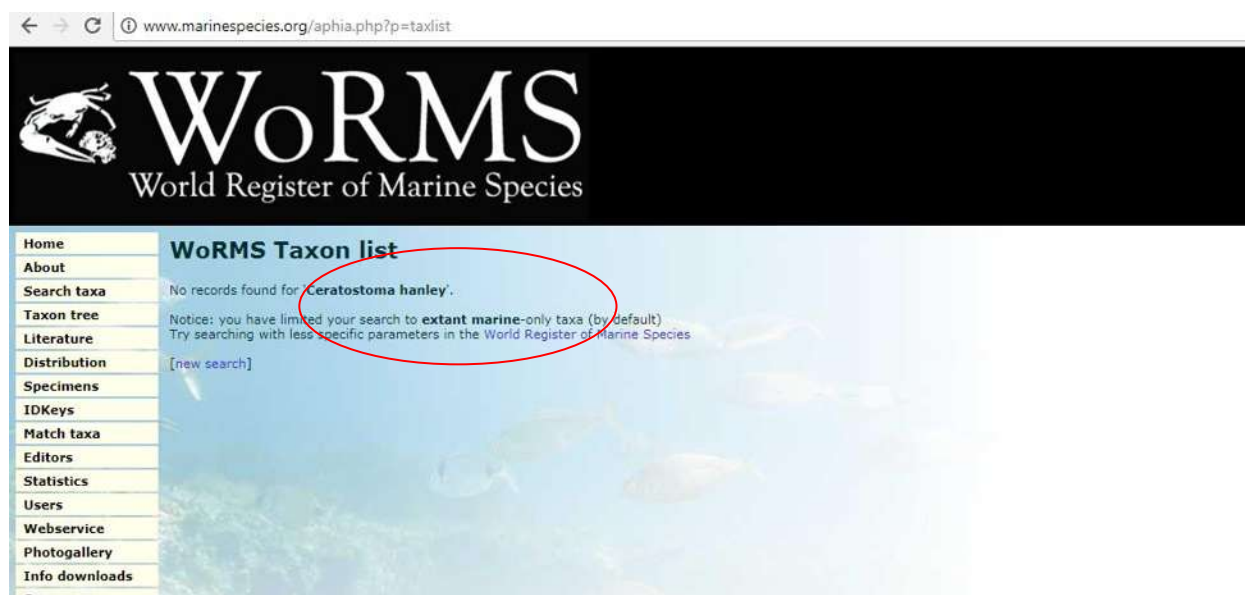 www.marinespecies.org/aphia.php?p=taxlist
WoRMS
World Register of Marine Species
Home
About
Search taxa
Taxon tree
Literature
Distribution
Specimens
IDKeys
Match taxa
Editors
Statistics
Users
Webservice
Photogallery
Info downloads
WoRMS Taxon list
No records found for 'Ceratostoma hanley'.
Notice: you have limited your search to extant marine-only taxa (by default)
Try searching with less specific parameters in the World Register of Marine Species
[new search]